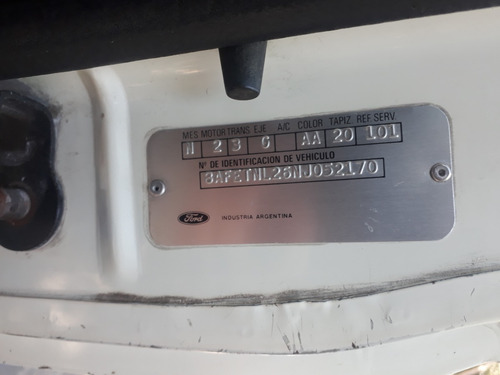 MES MOTOR TRANS EJE A/C COLOR TAPIZ. REF. SERV.
N 2 3 C AA 20 101
Nº DE IDENTIFICACION DE VEHICULO
8AFETNL26NJ052170
Ford INDUSTRIA ARGENTINA